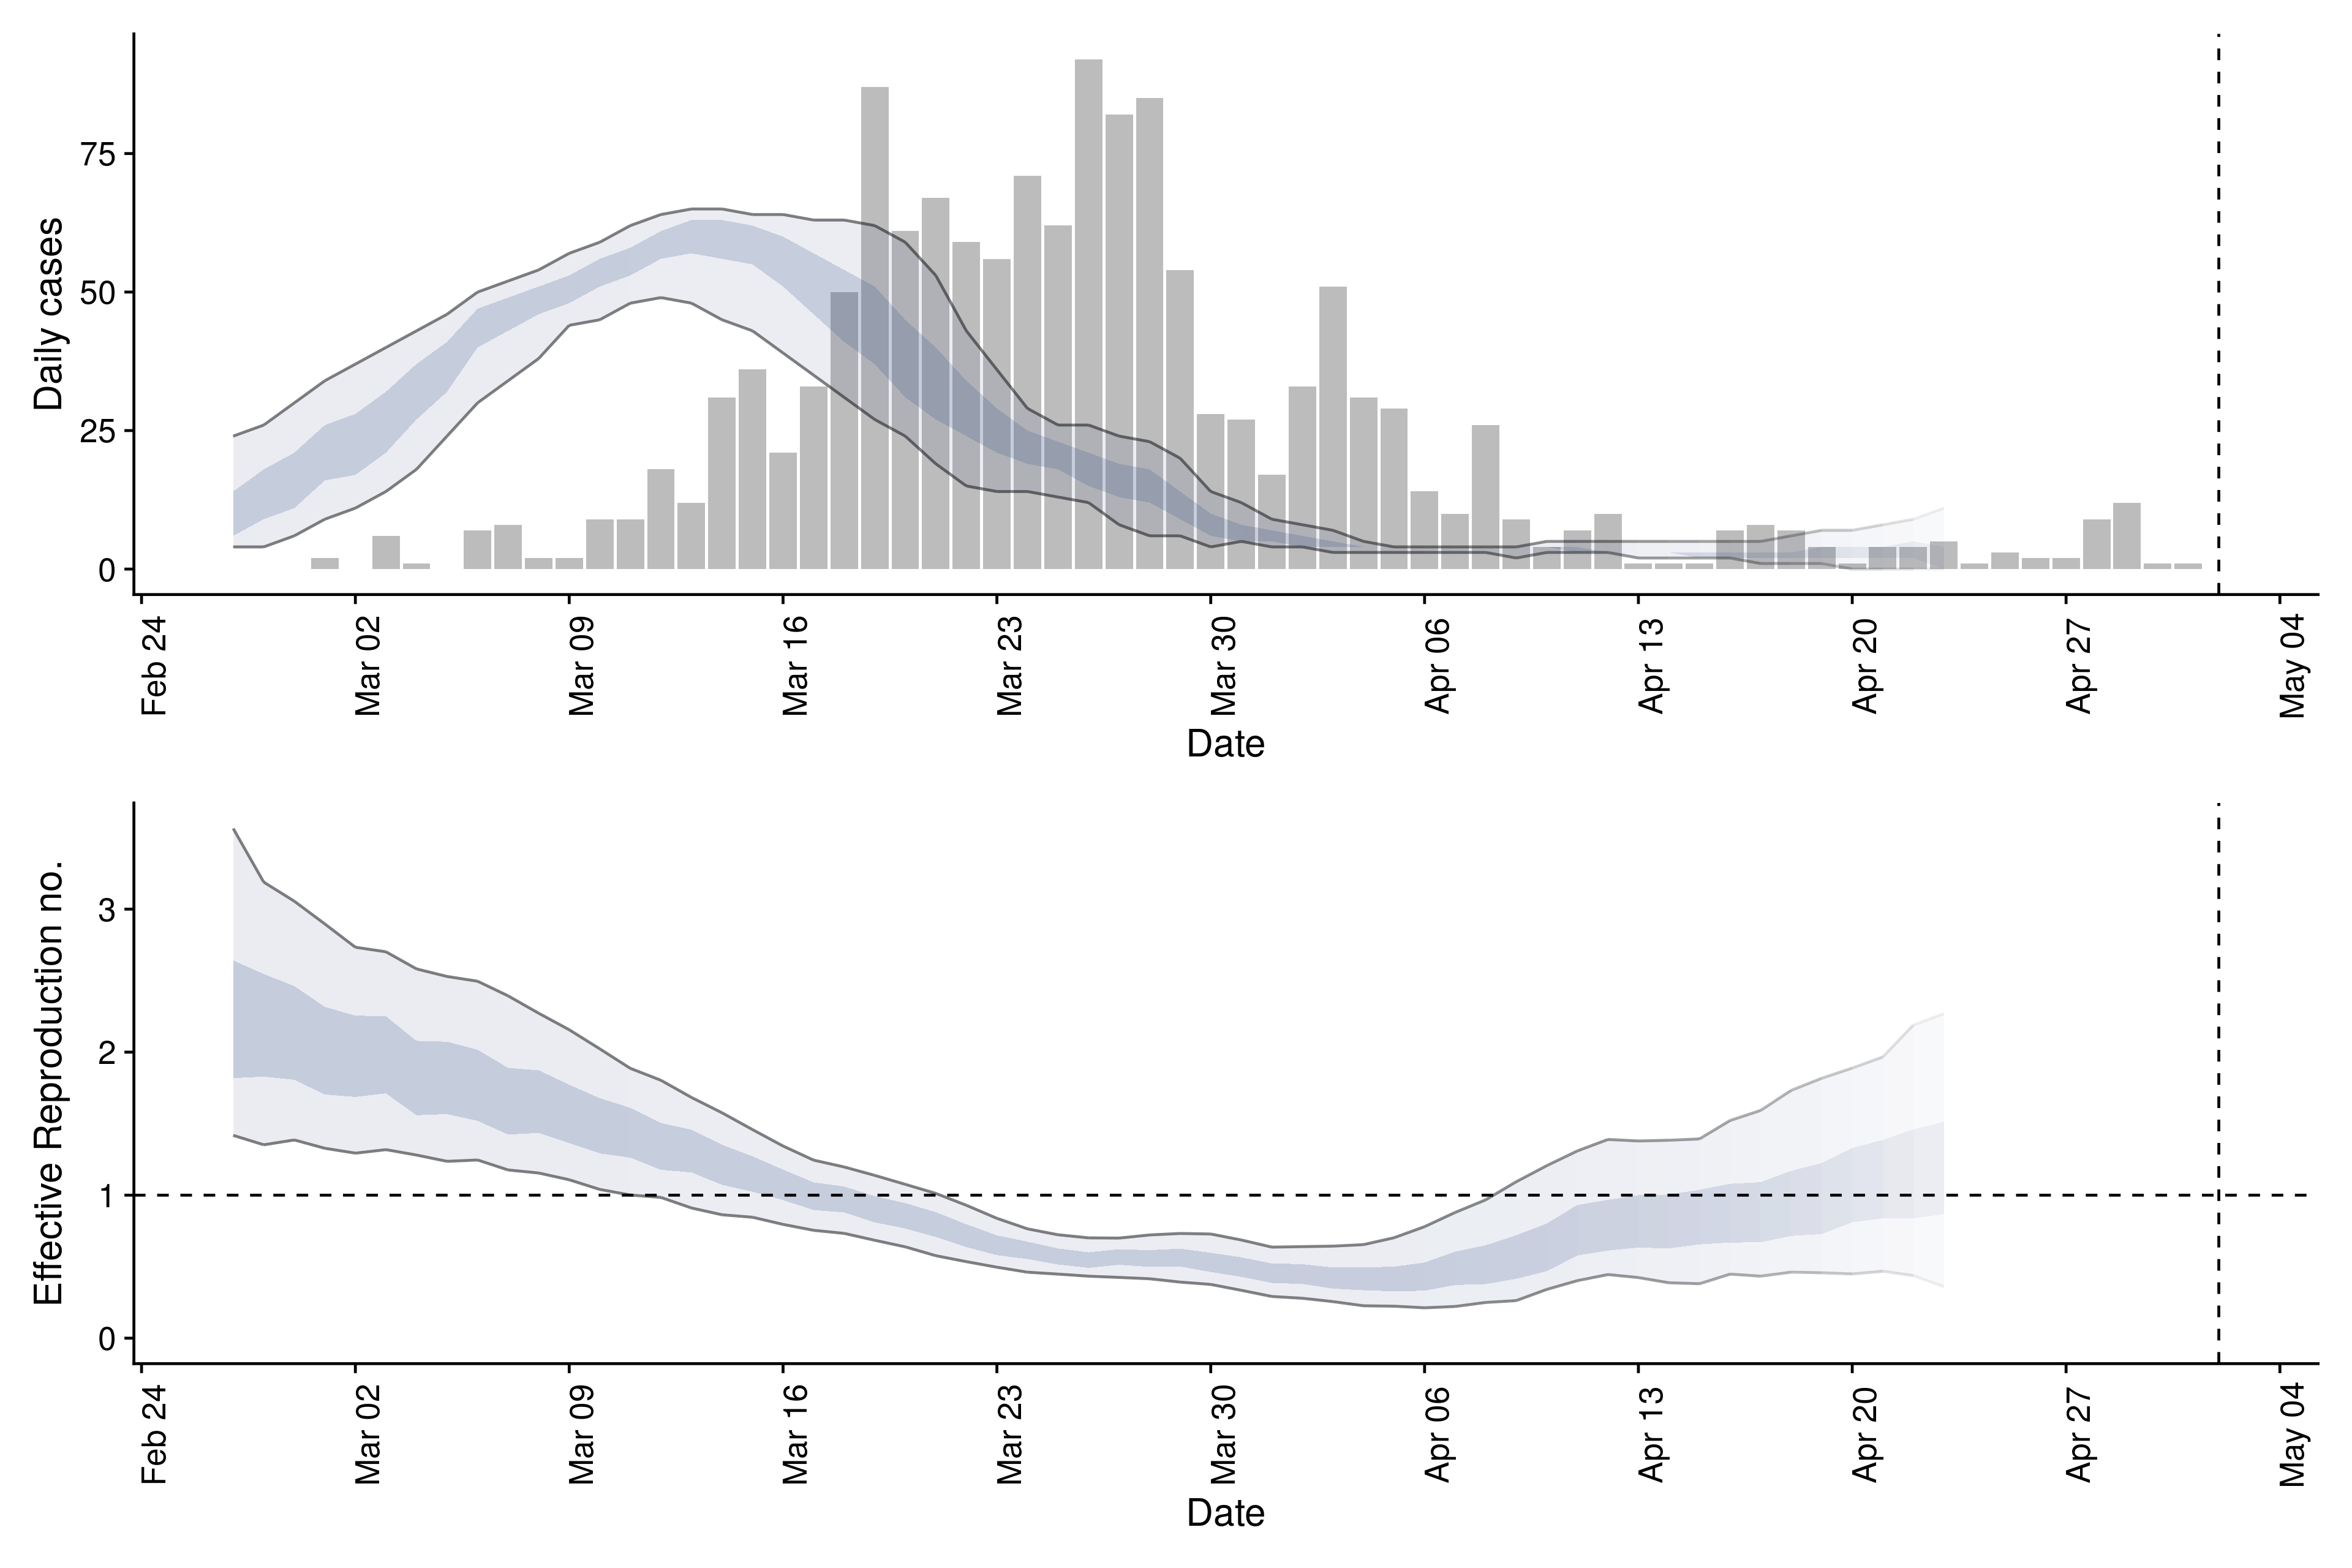 Daily cases
75
50
25
0
Feb 24
Mar 02
Mar 09
Mar 16
Mar 23
Mar 30
Apr 06
Apr 13
Apr 20
Apr 27
May 04
Date
Effective Reproduction no.
3
2
1
0
Feb 24
Mar 02
Mar 09
Mar 16
Mar 23
Mar 30
Apr 06
Apr 13
Apr 20
Apr 27
May 04
Date